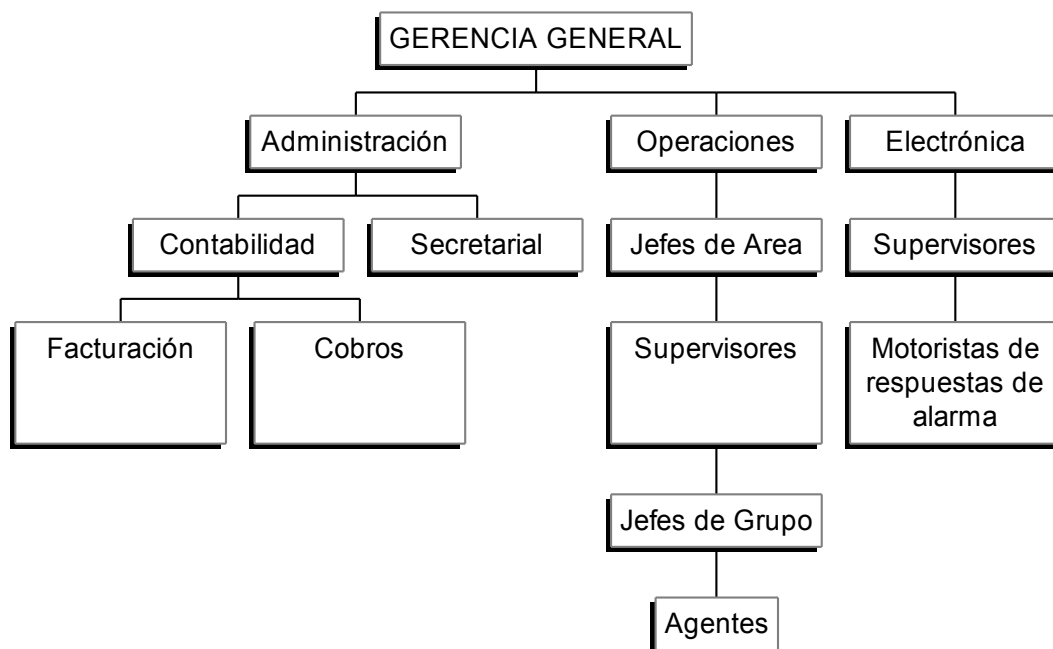 GERENCIA GENERAL
Administración
Operaciones
Electrónica
Contabilidad
Secretarial
Jefes de Area
Supervisores
Facturación
Cobros
Supervisores
Motoristas de
respuestas de
alarma
Jefes de Grupo
Agentes